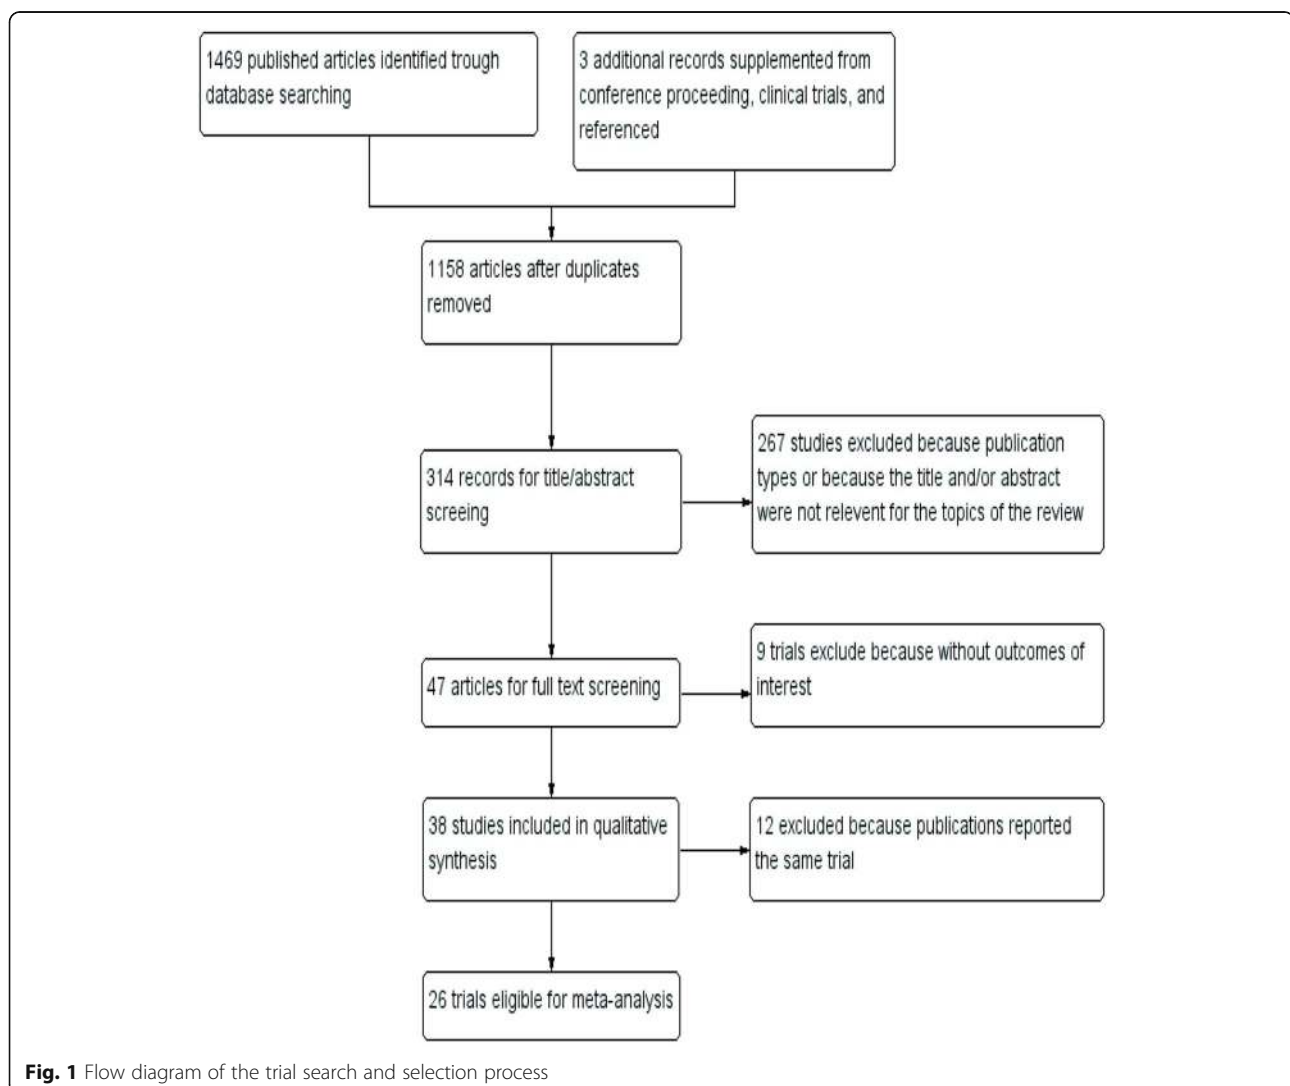 1469 published articles identified trough
database searching
3 additional records supplemented from
conference proceeding, clinical trials, and
referenced
1158 articles after duplicates
removed
314 records for title/abstract
screeing
267 studies excluded because publication
types or because the title and/or abstract
were not relevent for the topics of the review
47 articles for full text screening
9 trials exclude because without outcomes of
interest
38 studies included in qualitative
synthesis
12 excluded because publications reported
the same trial
26 trials eligible for meta-analysis
Fig. 1 Flow diagram of the trial search and selection process